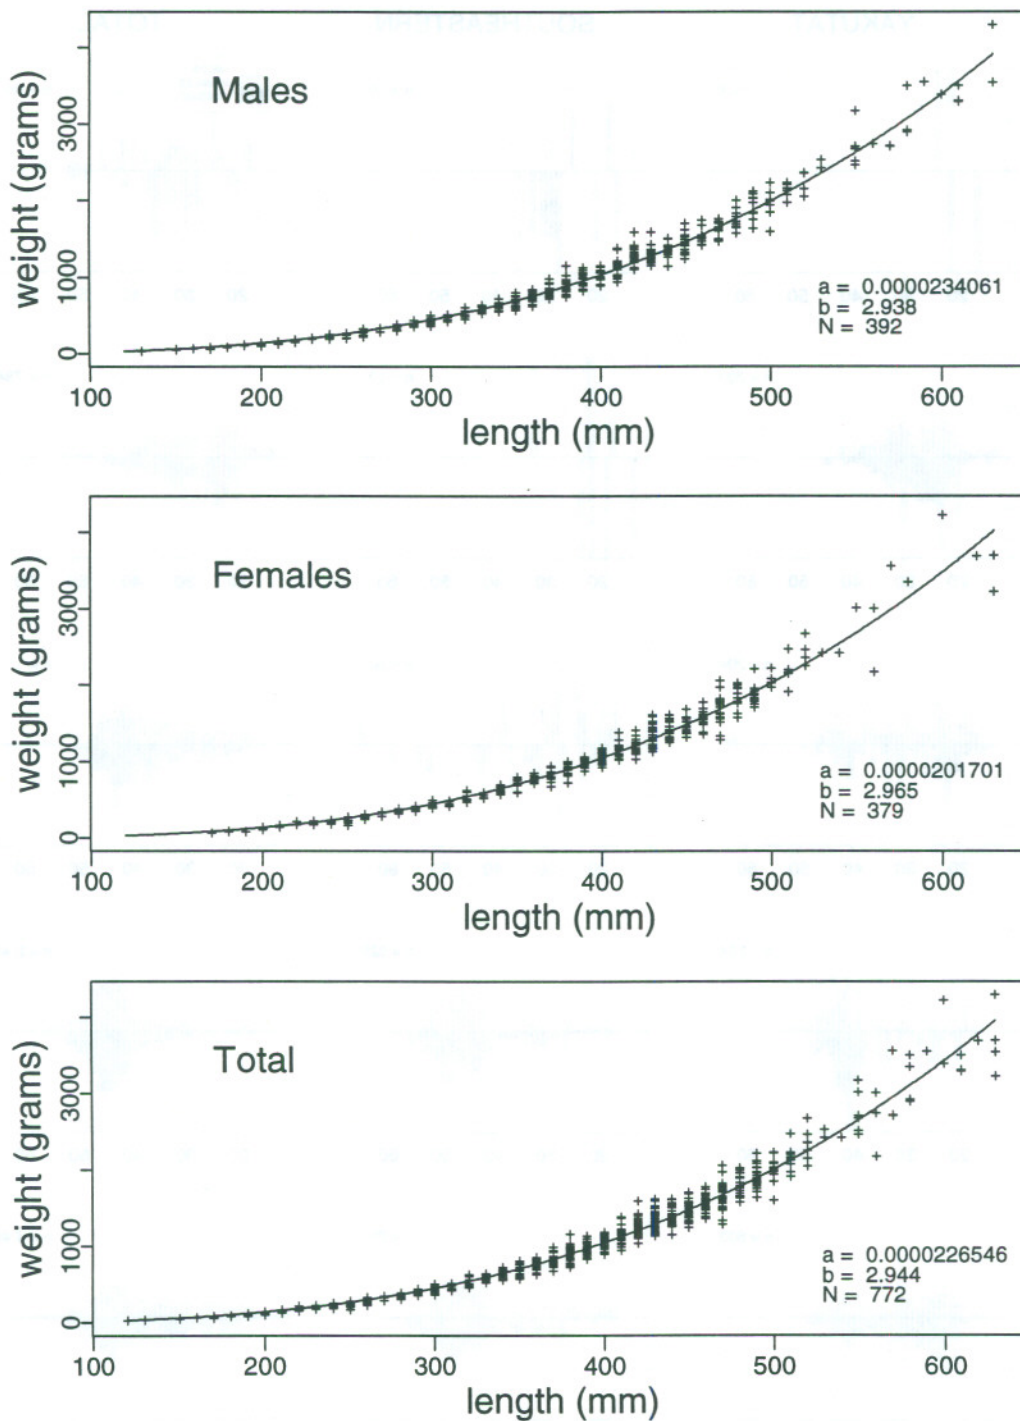 Males
weight (grams)
3000
1000
0
a = 0.0000234061
b = 2.938
N = 392
100 200 300 400 500 600
length (mm)
Females
weight (grams)
3000
1000
0
a = 0.0000201701
b = 2.965
N = 379
100 200 300 400 500 600
length (mm)
Total
weight (grams)
3000
1000
0
a = 0.0000226546
b = 2.944
N = 772
100 200 300 400 500 600
length (mm)